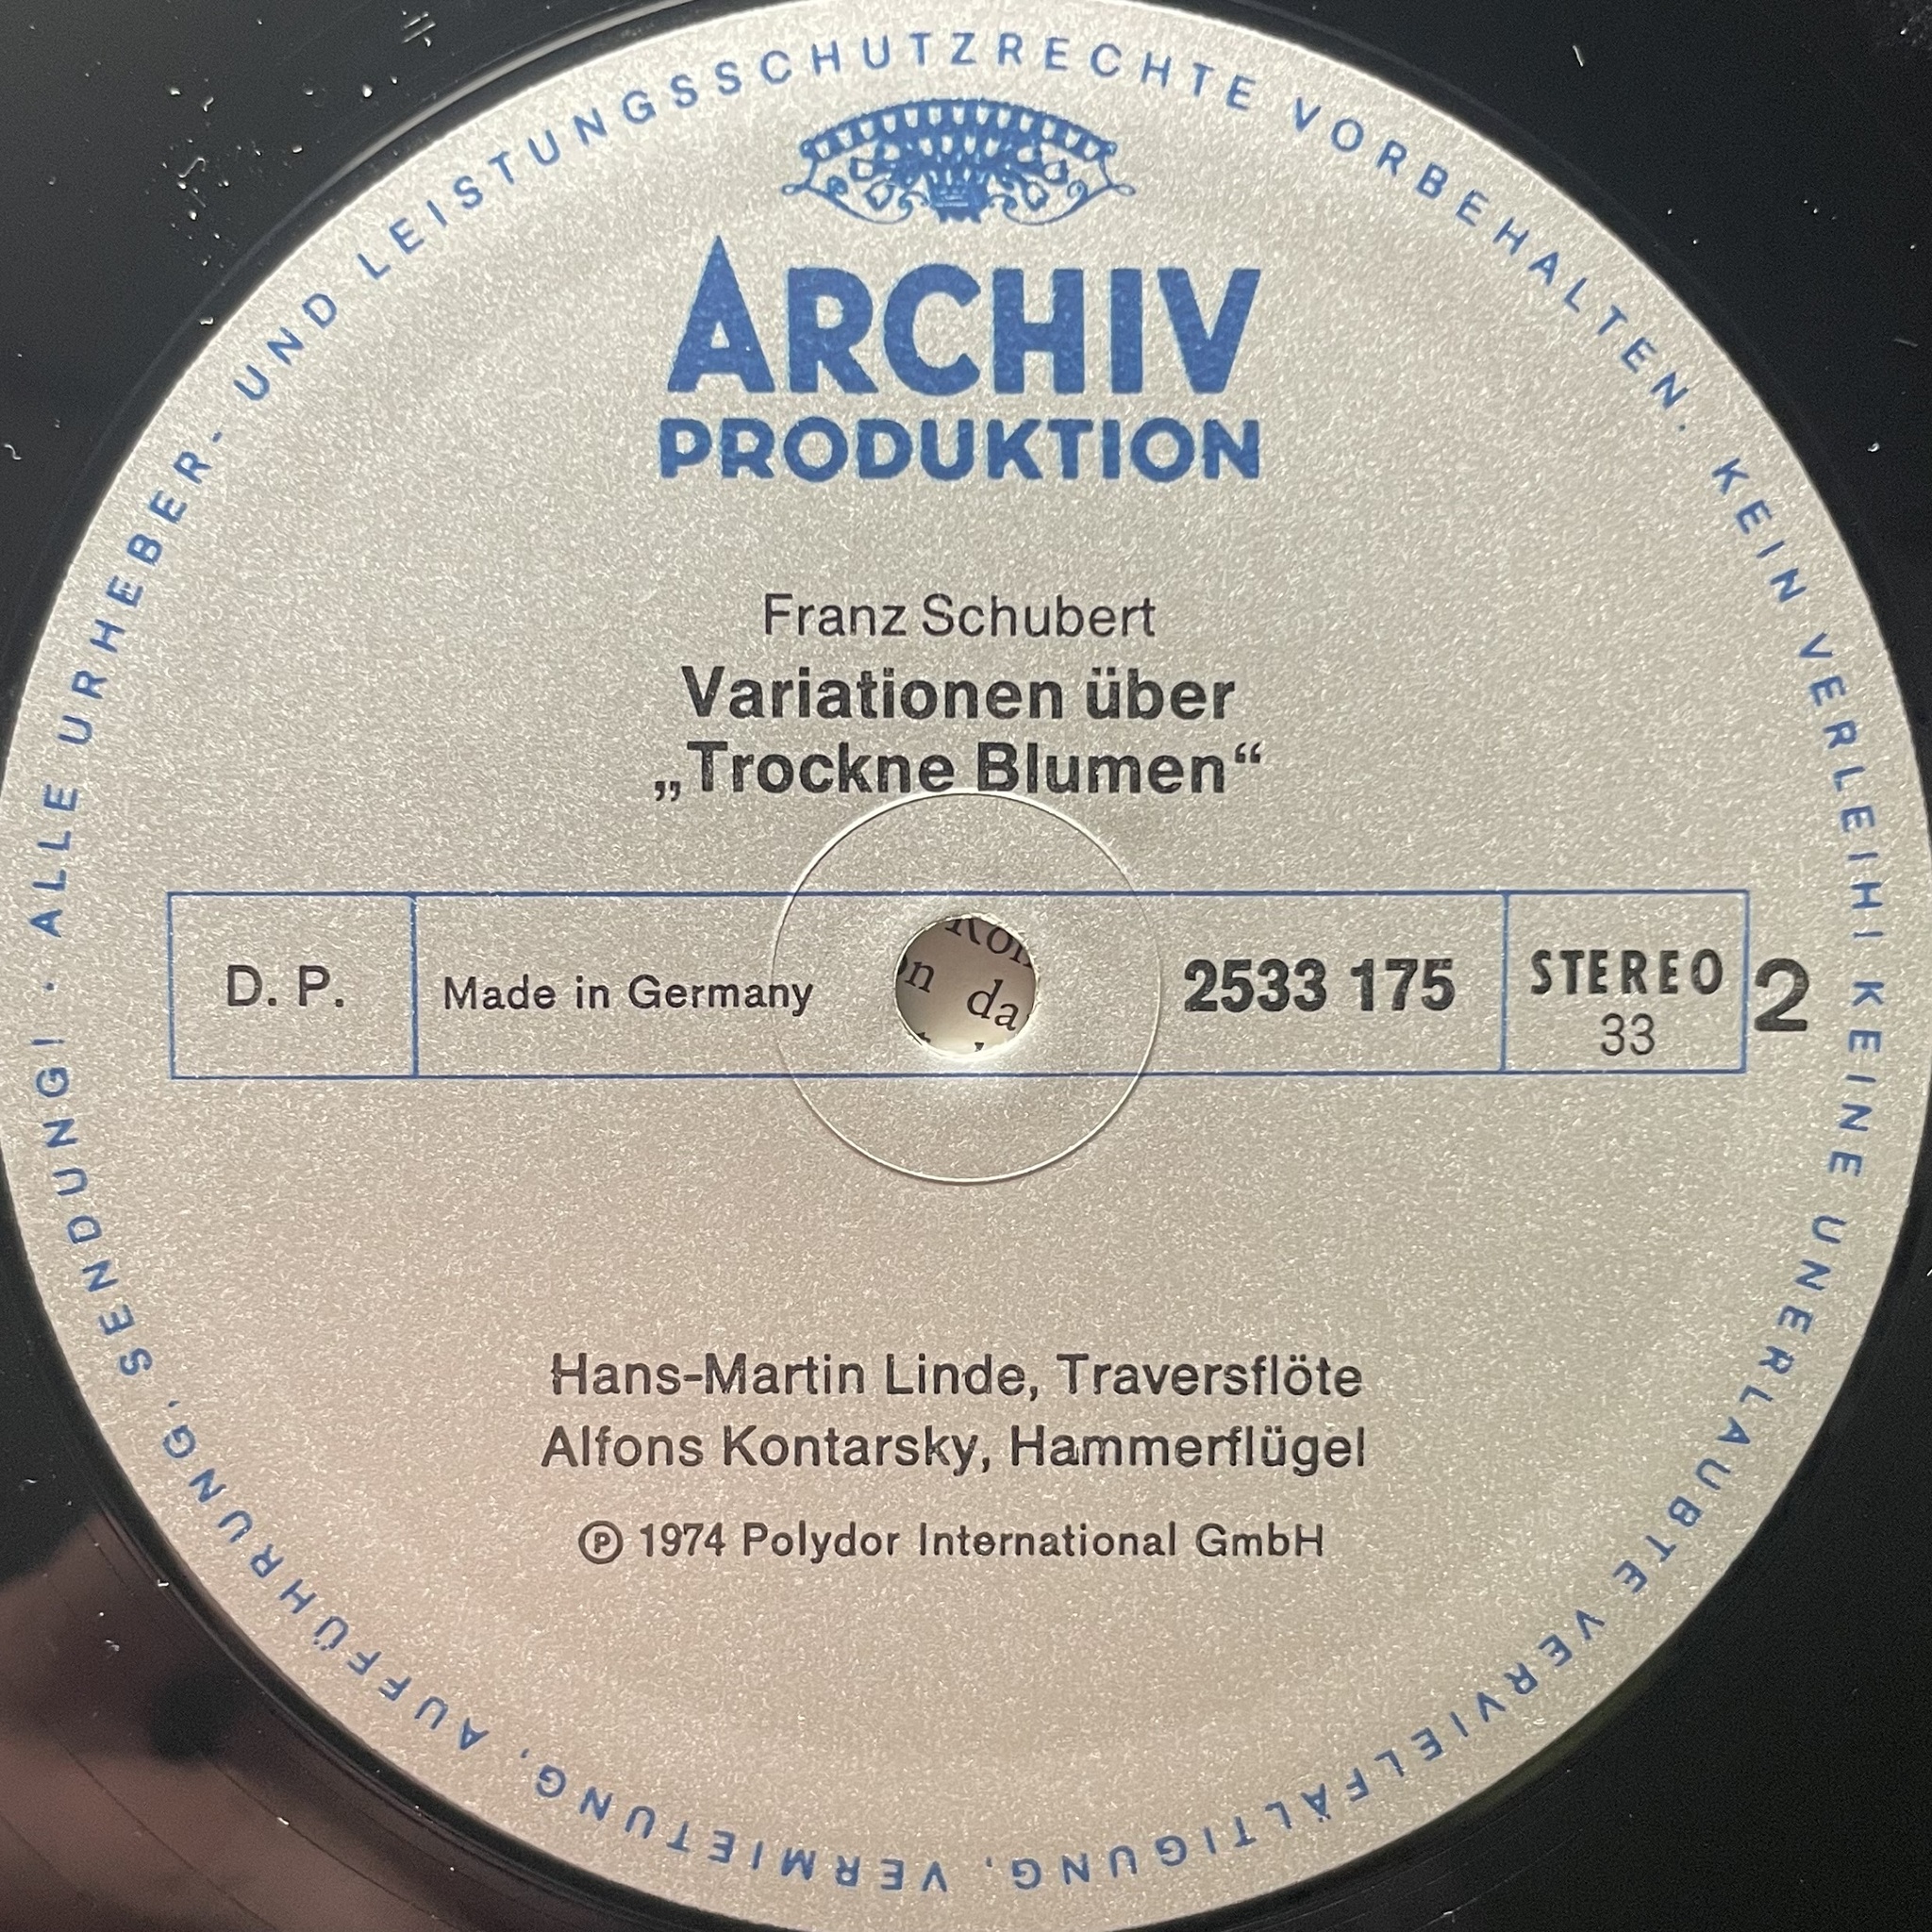 ALLE URHEBER- UND LEISTUNGSSCHUTZRECHTE VORBEHALTEN. KEIN VERLEIH! KEINE UNERLAUBTE VERVIELFÄLTIGUNG, VERMIETUNG, AUFFÜHRUNG, SENDUNG! ·
ARCHIV
PRODUKTION
Franz Schubert
Variationen über
„Trockne Blumen“
D. P.
Made in Germany
da
2533 175
STEREO
33
2
Hans-Martin Linde, Traversflöte
Alfons Kontarsky, Hammerflügel
℗ 1974 Polydor International GmbH